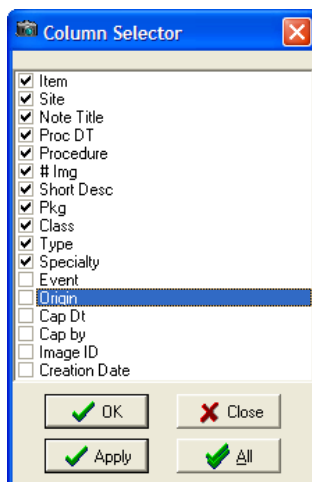 Column Selector
Item
Site
Note Title
Proc DT
Procedure
# Img
Short Desc
Pkg
Class
Type
Specialty
Event
Origin
Cap Dt
Cap by
Image ID
Creation Date
OK
Close
Apply
All